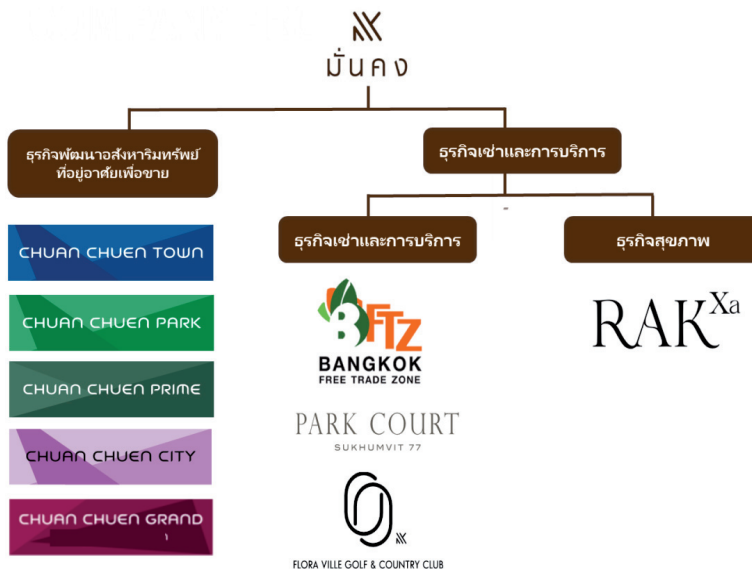 มั่นคง
ธุรกิจพัฒนาอสังหาริมทรัพย์
ที่อยู่อาศัยเพื่อขาย
ธุรกิจเช่าและการบริการ
ธุรกิจเช่าและการบริการ
ธุรกิจสุขภาพ
CHUAN CHUEN TOWN
CHUAN CHUEN PARK
CHUAN CHUEN PRIME
CHUAN CHUEN CITY
CHUAN CHUEN GRAND
BFTZ
BANGKOK
FREE TRADE ZONE
PARK COURT
SUKHUMVIT 77
FLORA VILLE GOLF & COUNTRY CLUB
RAKXa